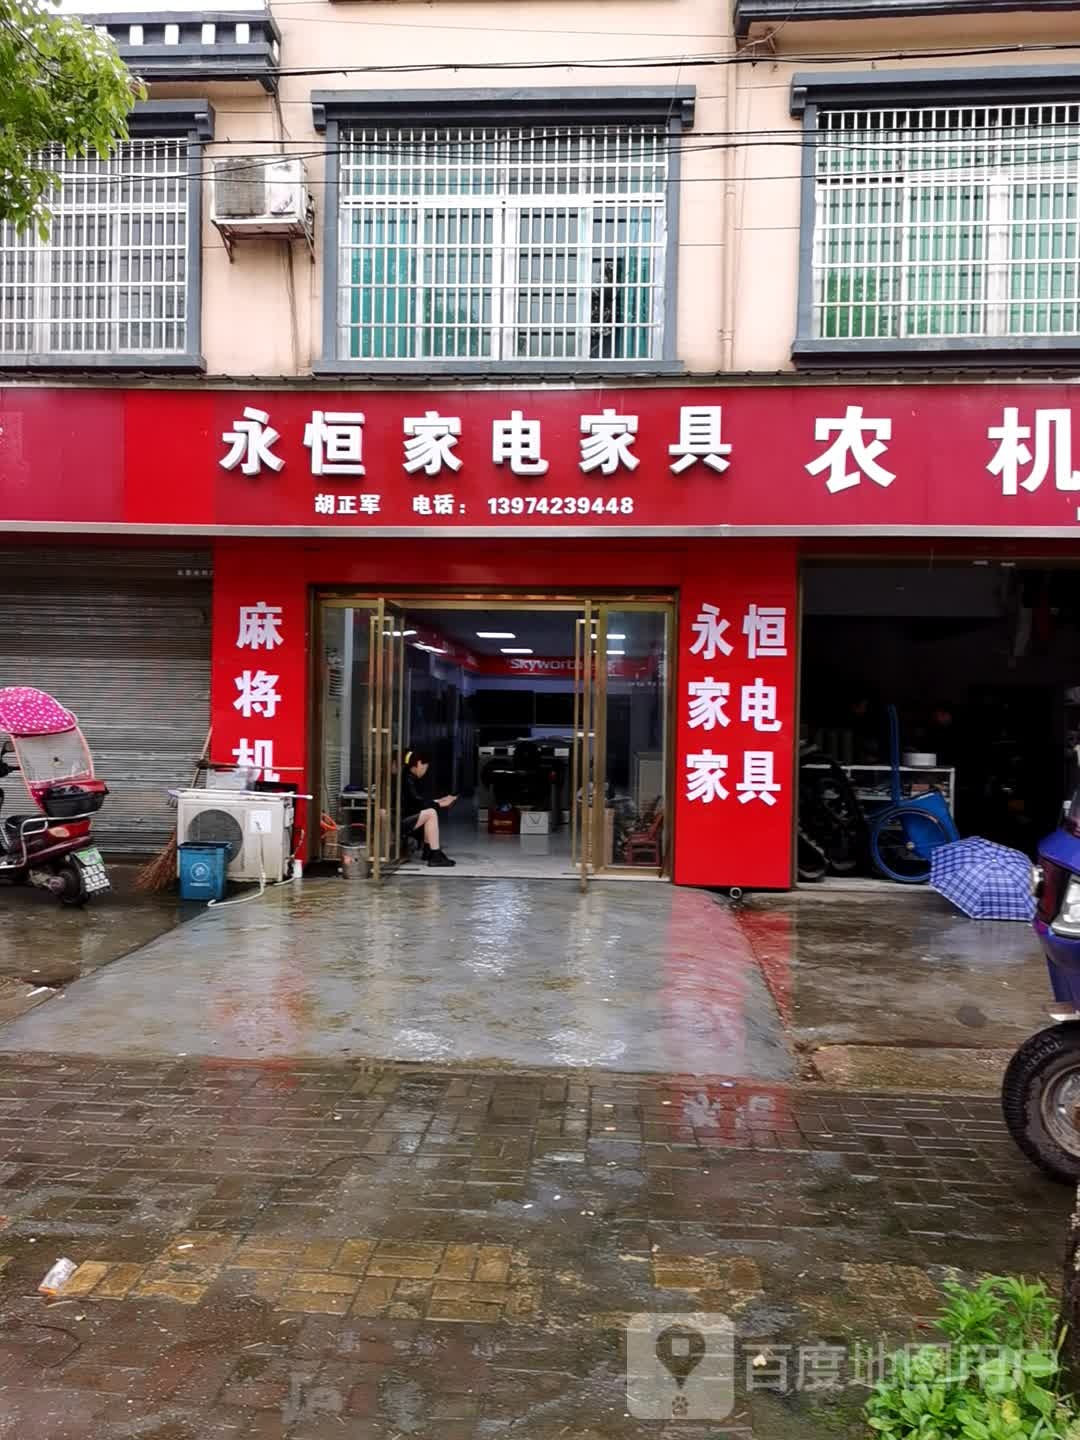 永恒家电家具
胡正军 电话：13974239448
农机
麻将机
skyworth
永恒
家电
家具
百度地图用户